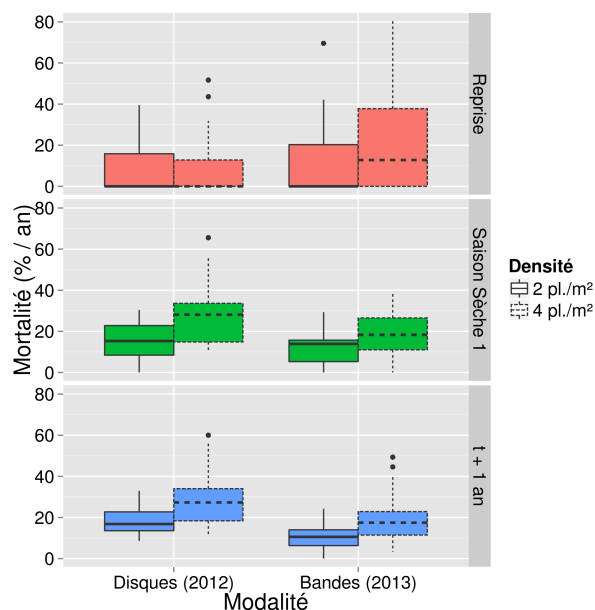 80
60
40
20
0
Reprise
80
60
40
20
0
Saison Sèche 1
80
60
40
20
0
t + 1 an
Mortalité (% / an)
Disques (2012)
Bandes (2013)
Modalité
Densité
2 pl./m²
4 pl./m²